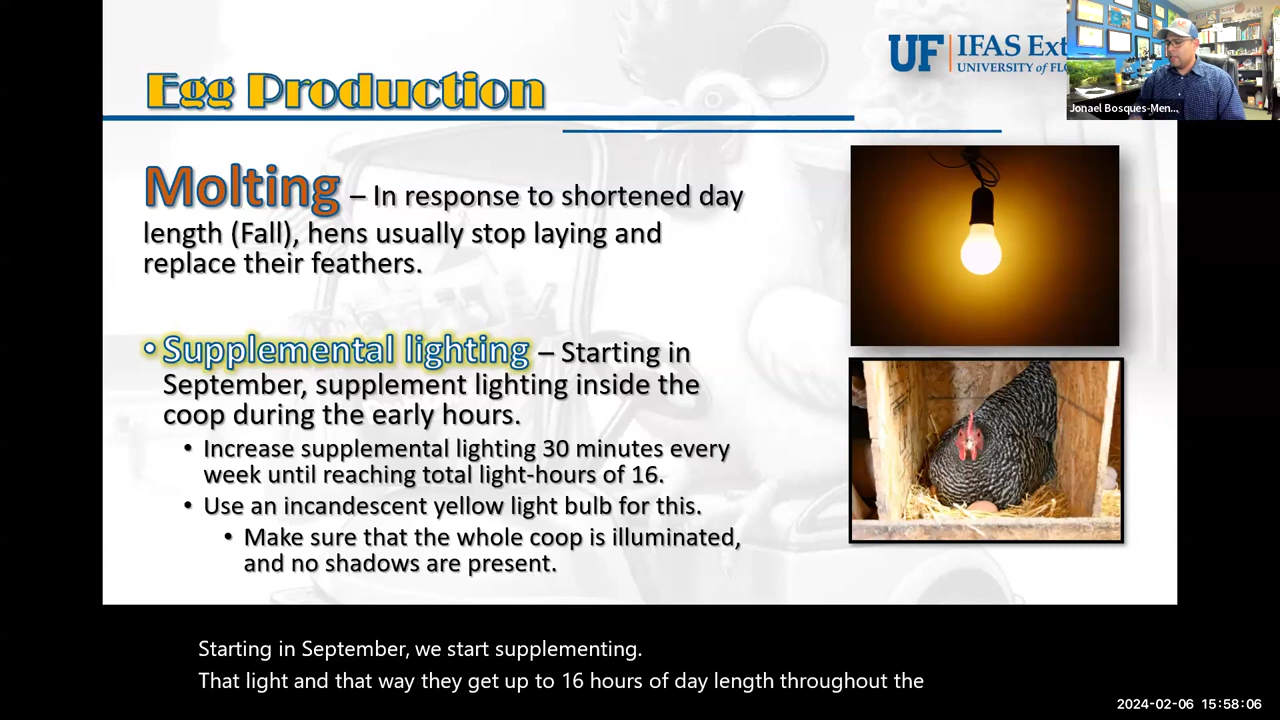 UF IFAS Ext
UNIVERSITY of FLO
Jonael Bosques-Men...
Egg Production
Molting – In response to shortened day
length (Fall), hens usually stop laying and
replace their feathers.
• Supplemental lighting – Starting in
September, supplement lighting inside the
coop during the early hours.
• Increase supplemental lighting 30 minutes every
week until reaching total light-hours of 16.
• Use an incandescent yellow light bulb for this.
• Make sure that the whole coop is illuminated,
and no shadows are present.
Starting in September, we start supplementing.
That light and that way they get up to 16 hours of day length throughout the
2024-02-06 15:58:06